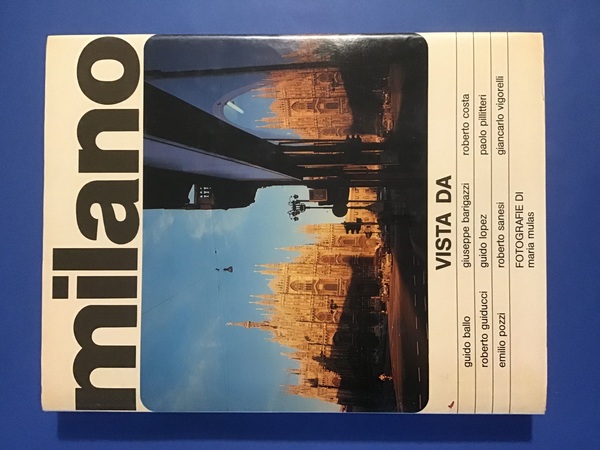 milano
VISTA DA
guido ballo giuseppe barigazzi roberto costa
roberto guiducci guido lopez paolo pillitteri
emilio pozzi roberto sanesi giancarlo vigorelli
FOTOGRAFIE DI
maria mulas